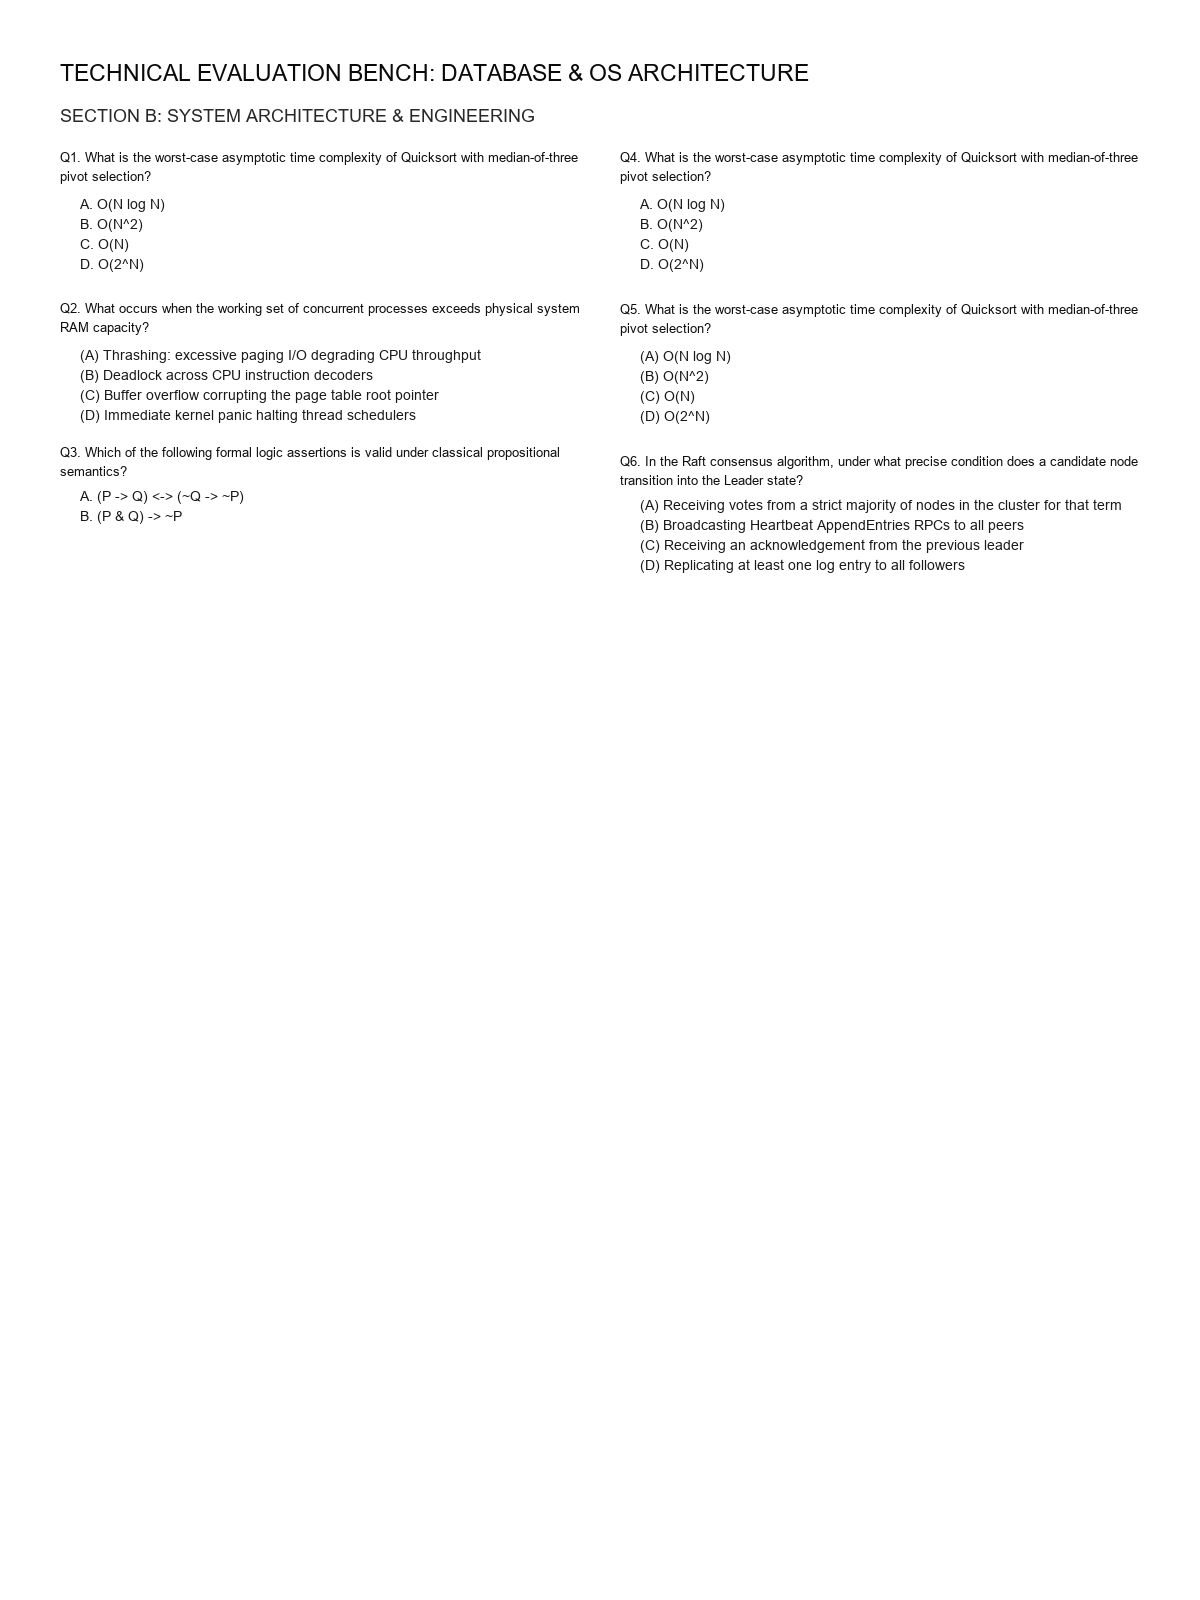 TECHNICAL EVALUATION BENCH: DATABASE & OS ARCHITECTURE
SECTION B: SYSTEM ARCHITECTURE & ENGINEERING
Q1. What is the worst-case asymptotic time complexity of Quicksort with median-of-three
pivot selection?
A. O(N log N)
B. O(N^2)
C. O(N)
D. O(2^N)
Q2. What occurs when the working set of concurrent processes exceeds physical system
RAM capacity?
(A) Thrashing: excessive paging I/O degrading CPU throughput
(B) Deadlock across CPU instruction decoders
(C) Buffer overflow corrupting the page table root pointer
(D) Immediate kernel panic halting thread schedulers
Q3. Which of the following formal logic assertions is valid under classical propositional
semantics?
A. (P -> Q) <-> (~Q -> ~P)
B. (P & Q) -> ~P
Q4. What is the worst-case asymptotic time complexity of Quicksort with median-of-three
pivot selection?
A. O(N log N)
B. O(N^2)
C. O(N)
D. O(2^N)
Q5. What is the worst-case asymptotic time complexity of Quicksort with median-of-three
pivot selection?
(A) O(N log N)
(B) O(N^2)
(C) O(N)
(D) O(2^N)
Q6. In the Raft consensus algorithm, under what precise condition does a candidate node
transition into the Leader state?
(A) Receiving votes from a strict majority of nodes in the cluster for that term
(B) Broadcasting Heartbeat AppendEntries RPCs to all peers
(C) Receiving an acknowledgement from the previous leader
(D) Replicating at least one log entry to all followers